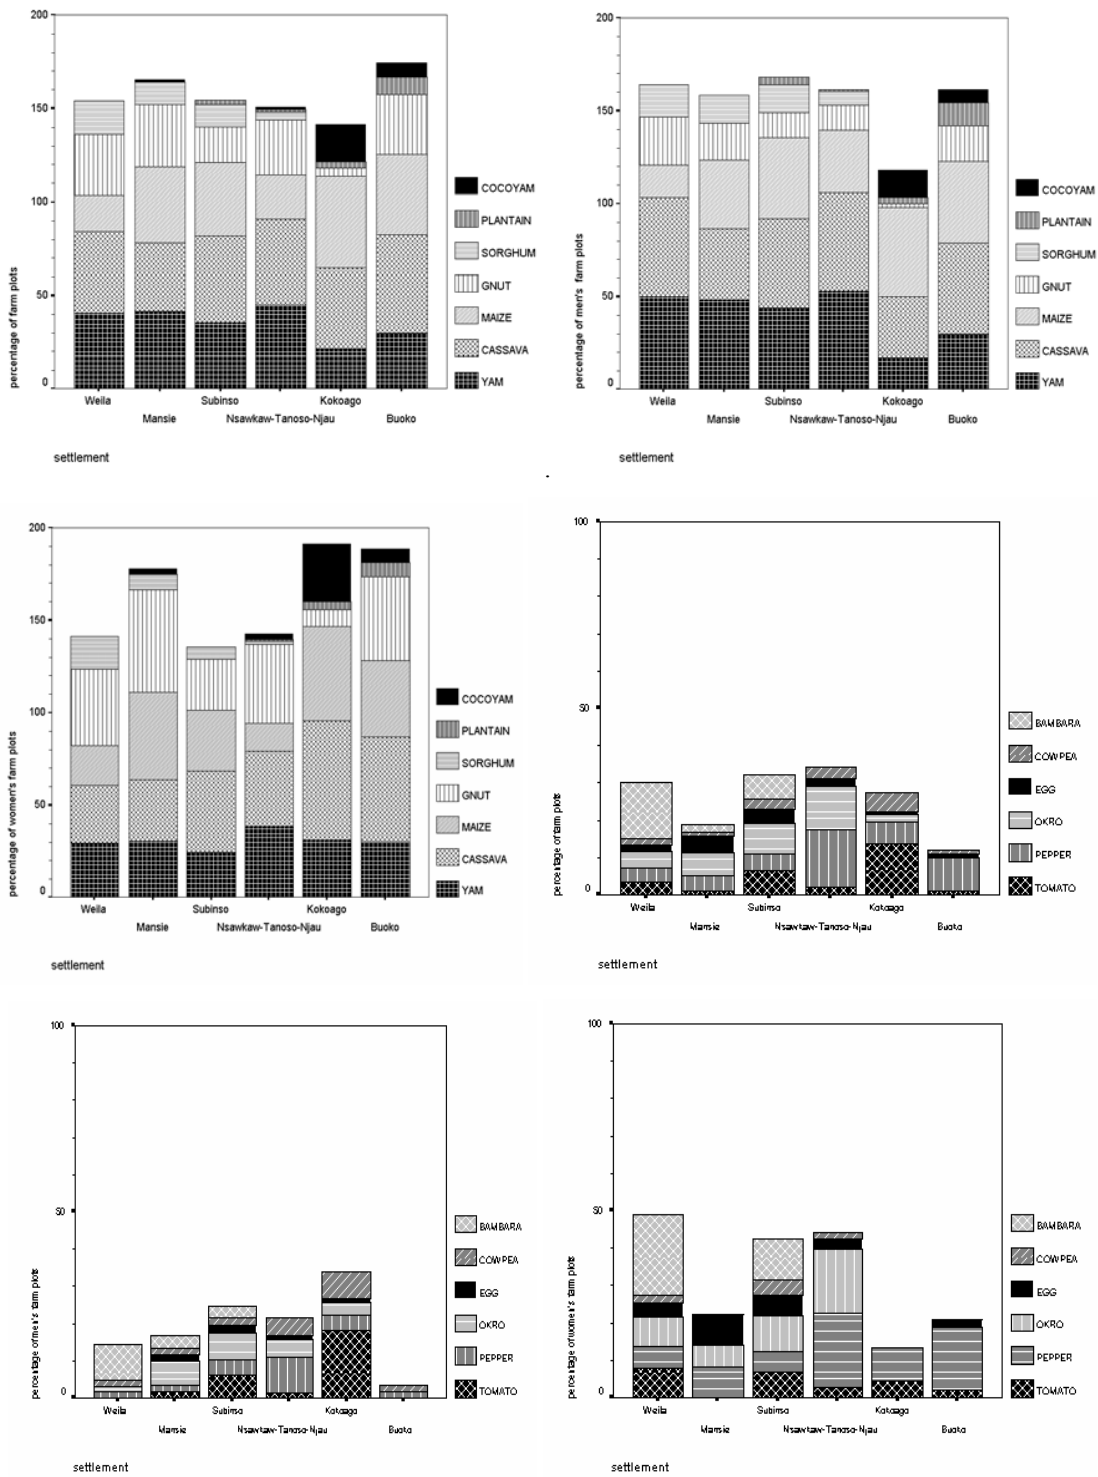 200
150
100
50
0
percentage of farm plots
COCOYAM
PLANTAIN
SORGHUM
GNUT
MAIZE
CASSAVA
YAM
Weila Subinso Kokoago
Mansie Nsawkaw-Tanoso-Njau Buoko
settlement
200
150
100
50
0
percentage of men's farm plots
COCOYAM
PLANTAIN
SORGHUM
GNUT
MAIZE
CASSAVA
YAM
Weila Subinso Kokoago
Mansie Nsawkaw-Tanoso-Njau Buoko
settlement
200
150
100
50
0
percentage of women's farm plots
COCOYAM
PLANTAIN
SORGHUM
GNUT
MAIZE
CASSAVA
YAM
Weila Subinso Kokoago
Mansie Nsawkaw-Tanoso-Njau Buoko
settlement
100
50
0
percentage of farm plots
BAMBARA
COWPEA
EGG
OKRO
PEPPER
TOMATO
Weila Subinso Kokoago
Mansie Nsawkaw-Tanoso-Njau Buoko
settlement
100
50
0
percentage of men's farm plots
BAMBARA
COWPEA
EGG
OKRO
PEPPER
TOMATO
Weila Subinso Kokoago
Mansie Nsawkaw-Tanoso-Njau Buoko
settlement
100
50
0
percentage of women's farm plots
BAMBARA
COWPEA
EGG
OKRO
PEPPER
TOMATO
Weila Subinso Kokoago
Mansie Nsawkaw-Tanoso-Njau Buoko
settlement